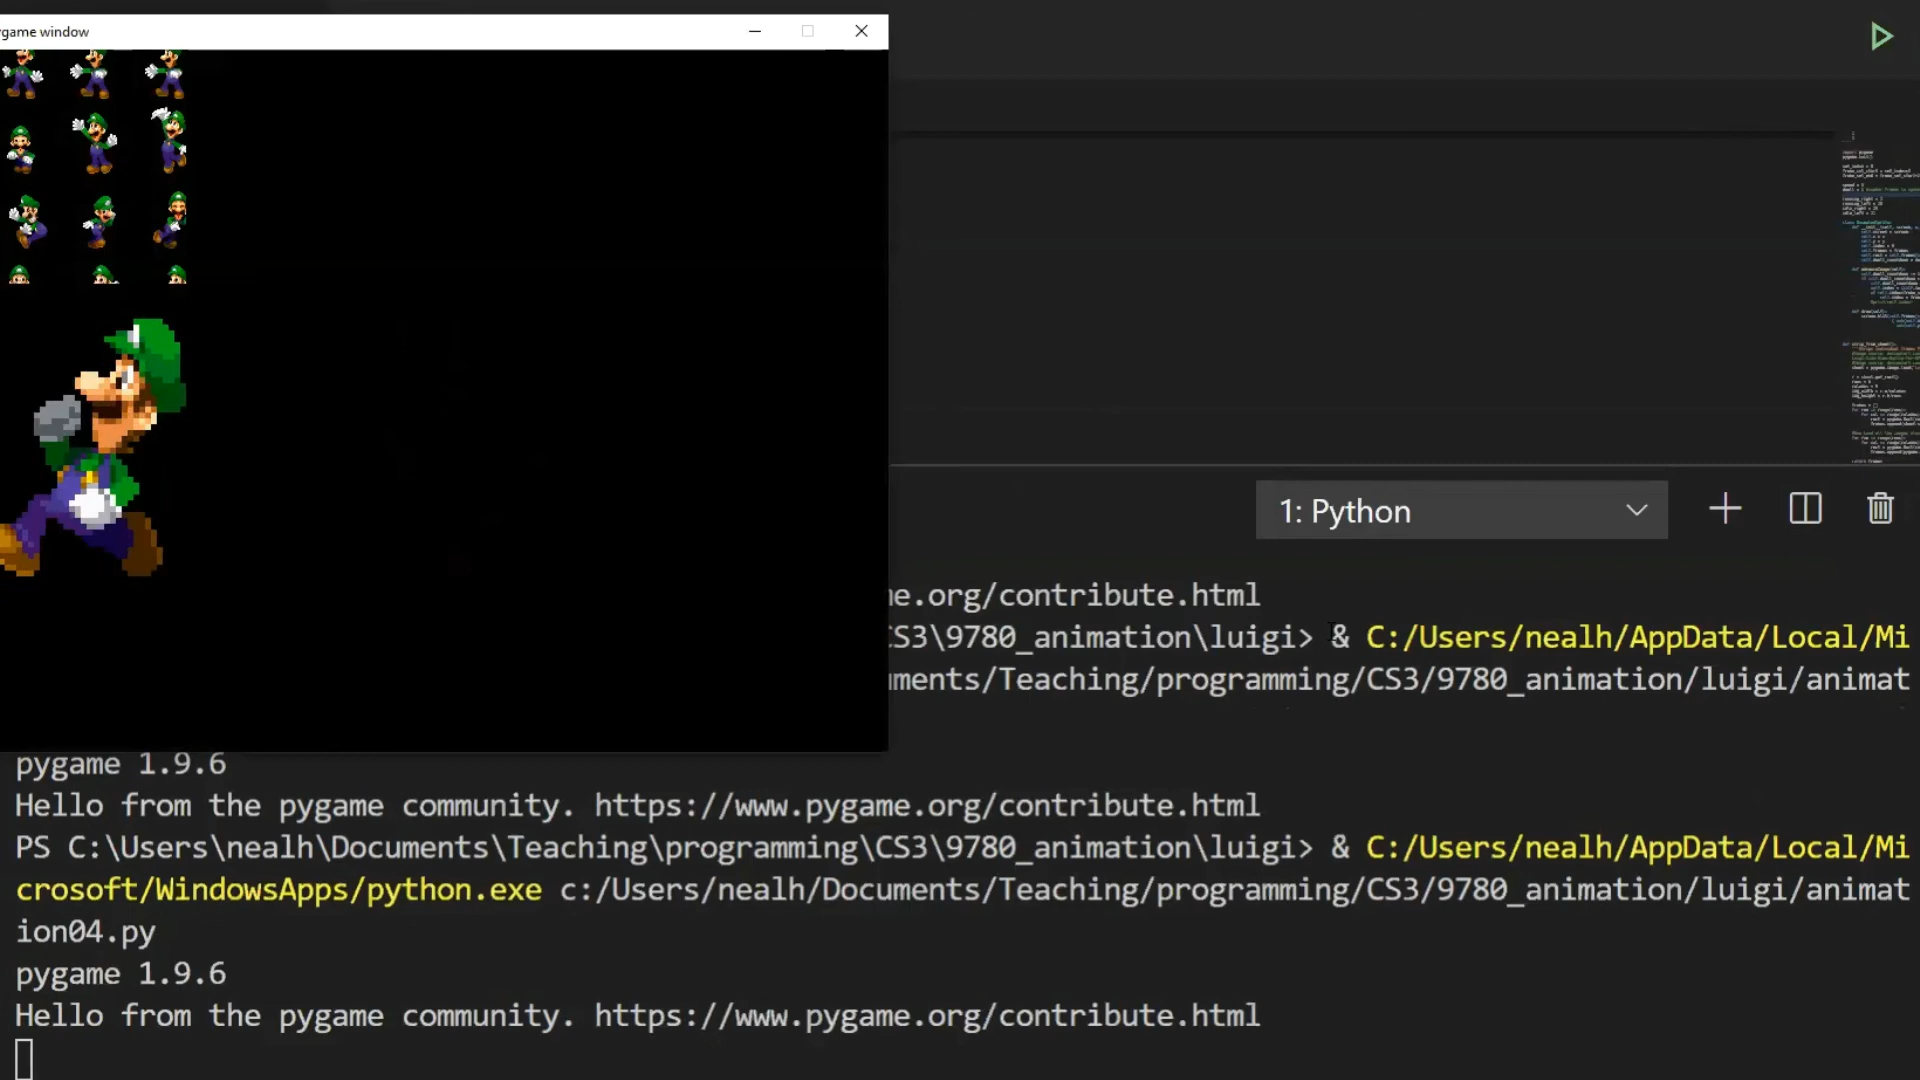 game window
1: Python
me.org/contribute.html
CS3\9780_animation\luigi> & C:/Users/nealh/AppData/Local/Mi
uments/Teaching/programming/CS3/9780_animation/luigi/animat
pygame 1.9.6
Hello from the pygame community. https://www.pygame.org/contribute.html
PS C:\Users\nealh\Documents\Teaching\programming\CS3\9780_animation\luigi> & C:/Users/nealh/AppData/Local/Mi
crosoft/WindowsApps/python.exe c:/Users/nealh/Documents/Teaching/programming/CS3/9780_animation/luigi/animat
ion04.py
pygame 1.9.6
Hello from the pygame community. https://www.pygame.org/contribute.html